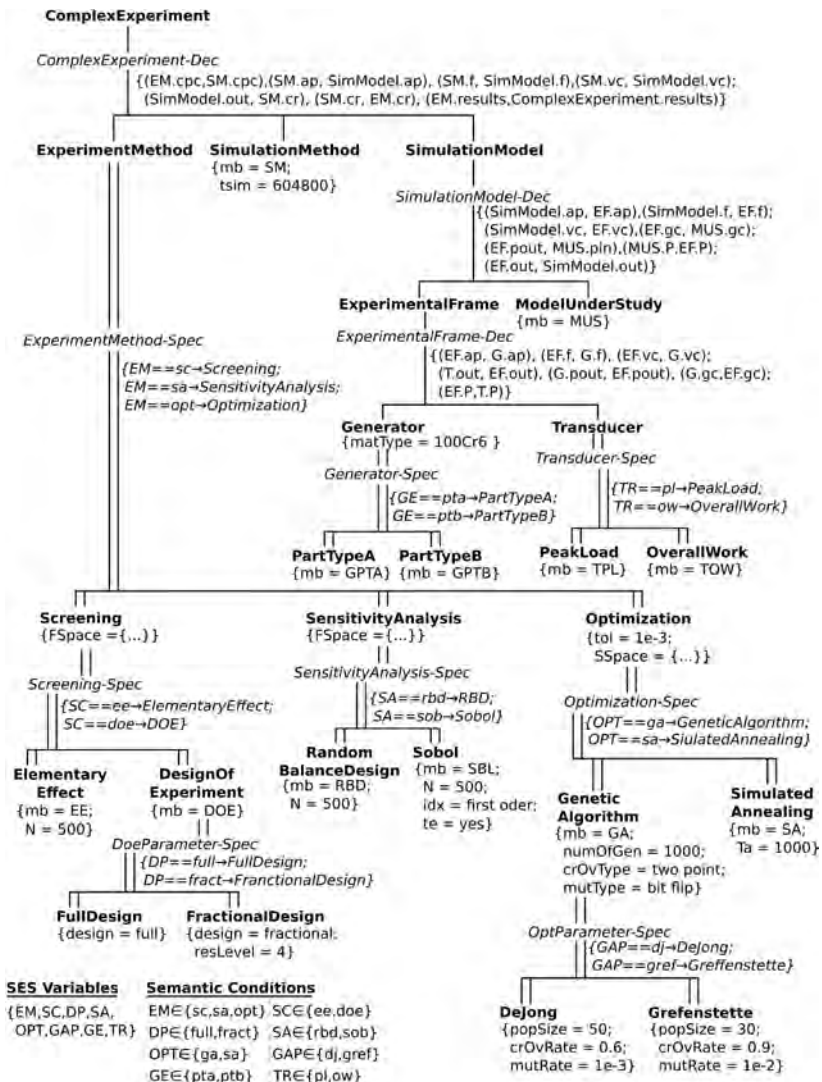 ComplexExperiment
ComplexExperiment-Dec
{(EM.cpc,SM.cpc),(SM.ap, SimModel.ap), (SM.f, SimModel.f),(SM.vc, SimModel.vc);
(SimModel.out, SM.cr), (SM.cr, EM.cr), (EM.results,ComplexExperiment.results)}
ExperimentMethod
SimulationMethod
{mb = SM;
tsim = 604800}
SimulationModel
SimulationModel-Dec
{(SimModel.ap, EF.ap),(SimModel.f, EF.f);
(SimModel.vc, EF.vc),(EF.gc, MUS.gc);
(EF.pout, MUS.pin),(MUS.P,EF.P);
(EF.out, SimModel.out)}
ExperimentalFrame
ModelUnderStudy
{mb = MUS}
ExperimentalFrame-Dec
{(EF.ap, G.ap), (EF.f, G.f), (EF.vc, G.vc);
(T.out, EF.out), (G.pout, EF.pout), (G.gc,EF.gc);
(EF.P,T.P)}
ExperimentMethod-Spec
{EM==sc→Screening;
EM==sa→SensitivityAnalysis;
EM==opt→Optimization}
Generator
{matType = 100Cr6 }
Generator-Spec
{GE==pta→PartTypeA;
GE==ptb→PartTypeB}
PartTypeA
{mb = GPTA}
PartTypeB
{mb = GPTB}
Transducer
Transducer-Spec
{TR==pl→PeakLoad;
TR==ow→OverallWork}
PeakLoad
{mb = TPL}
OverallWork
{mb = TOW}
Screening
{FSpace ={...}}
Screening-Spec
{SC==ee→ElementaryEffect;
SC==doe→DOE}
Elementary
Effect
{mb = EE;
N = 500}
DesignOf
Experiment
{mb = DOE}
DoeParameter-Spec
{DP==full→FullDesign;
DP==fract→FranctionalDesign}
FullDesign
{design = full}
FractionalDesign
{design = fractional;
resLevel = 4}
SensitivityAnalysis
{FSpace ={...}}
SensitivityAnalysis-Spec
{SA==rbd→RBD;
SA==sob→Sobol}
Random
BalanceDesign
{mb = RBD;
N = 500}
Sobol
{mb = SBL;
N = 500;
idx = first oder;
te = yes}
Optimization
{tol = 1e-3;
SSpace = {...}}
Optimization-Spec
{OPT==ga→GeneticAlgorithm;
OPT==sa→SiulatedAnnealing}
Genetic
Algorithm
{mb = GA;
numOfGen = 1000;
crOvType = two point;
mutType = bit flip}
Simulated
Annealing
{mb = SA;
Ta = 1000}
OptParameter-Spec
{GAP==dj→DeJong;
GAP==gref→Greffenstette}
DeJong
{popSize = 50;
crOvRate = 0.6;
mutRate = 1e-3}
Grefenstette
{popSize = 30;
crOvRate = 0.9;
mutRate = 1e-2}
SES Variables
{EM,SC,DP,SA,
OPT,GAP,GE,TR}
Semantic Conditions
EM∈{sc,sa,opt} SC∈{ee,doe}
DP∈{full,fract} SA∈{rbd,sob}
OPT∈{ga,sa} GAP∈{dj,gref}
GE∈{pta,ptb} TR∈{pl,ow}